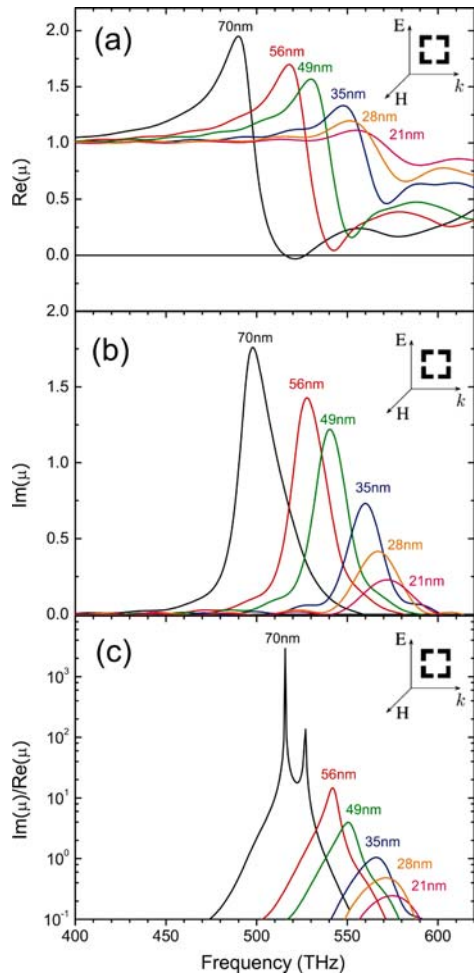 (a)
70nm
56nm
49nm
35nm
28nm
21nm
E
H
k
Re(μ)
2.0
1.5
1.0
0.5
0.0
(b)
70nm
56nm
49nm
35nm
28nm
21nm
E
H
k
Im(μ)
2.0
1.5
1.0
0.5
0.0
(c)
70nm
56nm
49nm
35nm
28nm
21nm
E
H
k
Im(μ)/Re(μ)
10³
10²
10¹
10⁰
10⁻¹
400 450 500 550 600
Frequency (THz)